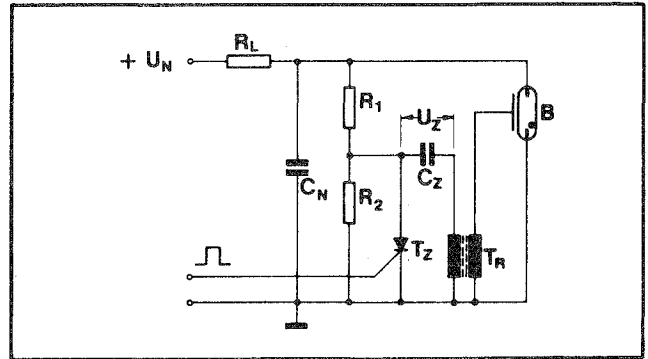 R_L
+ U_N
R_1
U_Z
B
C_Z
C_N
R_2
T_Z
T_R